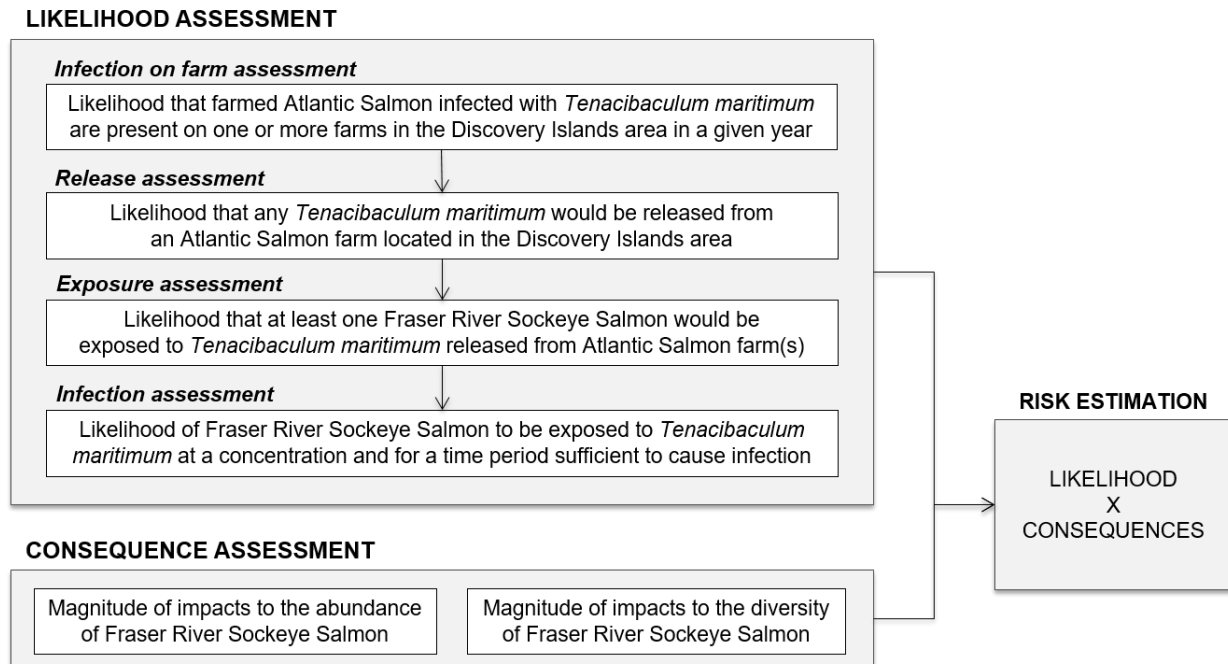 LIKELIHOOD ASSESSMENT
Infection on farm assessment
Likelihood that farmed Atlantic Salmon infected with Tenacibaculum maritimum
are present on one or more farms in the Discovery Islands area in a given year
Release assessment
Likelihood that any Tenacibaculum maritimum would be released from
an Atlantic Salmon farm located in the Discovery Islands area
Exposure assessment
Likelihood that at least one Fraser River Sockeye Salmon would be
exposed to Tenacibaculum maritimum released from Atlantic Salmon farm(s)
Infection assessment
Likelihood of Fraser River Sockeye Salmon to be exposed to Tenacibaculum
maritimum at a concentration and for a time period sufficient to cause infection
CONSEQUENCE ASSESSMENT
Magnitude of impacts to the abundance
of Fraser River Sockeye Salmon
Magnitude of impacts to the diversity
of Fraser River Sockeye Salmon
RISK ESTIMATION
LIKELIHOOD
X
CONSEQUENCES